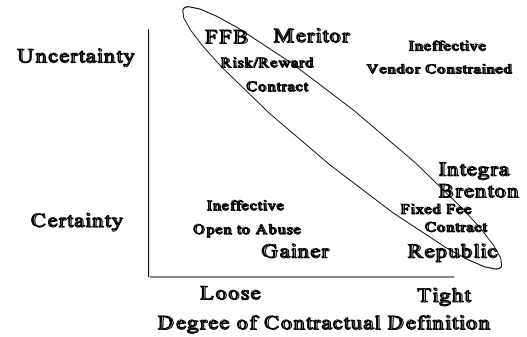 FFB Meritor
Uncertainty
Ineffective
Risk/Reward
Vendor Constrained
Contract
Integra
Brenton
Ineffective
Fixed Fee
Certainty
Contract
Open to Abuse
Gainer
Republic
Loose
Tight
Degree of Contractual Definition